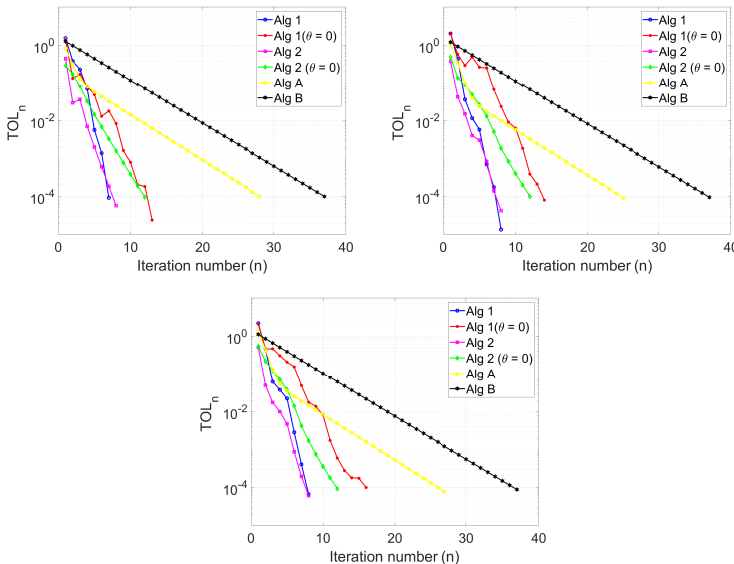 10^0
10^-2
10^-4
TOL_n
0
10
20
30
40
Iteration number (n)
Alg 1
Alg 1(θ = 0)
Alg 2
Alg 2 (θ = 0)
Alg A
Alg B
10^0
10^-2
10^-4
TOL_n
0
10
20
30
40
Iteration number (n)
Alg 1
Alg 1(θ = 0)
Alg 2
Alg 2 (θ = 0)
Alg A
Alg B
10^0
10^-2
10^-4
TOL_n
0
10
20
30
40
Iteration number (n)
Alg 1
Alg 1(θ = 0)
Alg 2
Alg 2 (θ = 0)
Alg A
Alg B